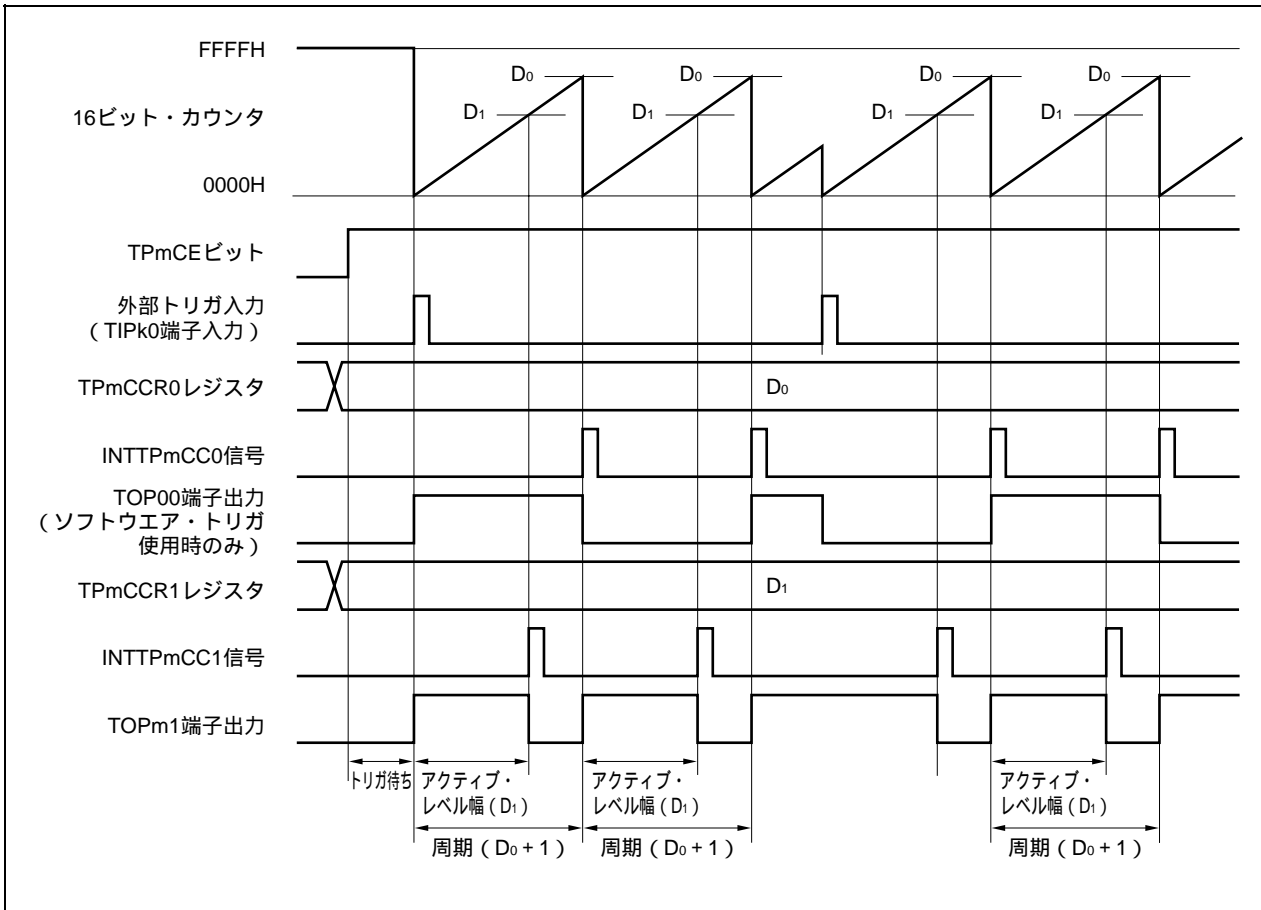 FFFFH
D₀ D₀ D₀ D₀
16ビット・カウンタ
D₁ D₁ D₁ D₁
0000H
TPmCEビット
外部トリガ入力
(TIPk0端子入力)
TPmCCR0レジスタ
D₀
INTTPmCC0信号
TOP00端子出力
(ソフトウエア・トリガ
使用時のみ)
TPmCCR1レジスタ
D₁
INTTPmCC1信号
TOPm1端子出力
トリガ待ち
アクティブ・
レベル幅(D₁)
アクティブ・
レベル幅(D₁)
アクティブ・
レベル幅(D₁)
周期(D₀+1)
周期(D₀+1)
周期(D₀+1)